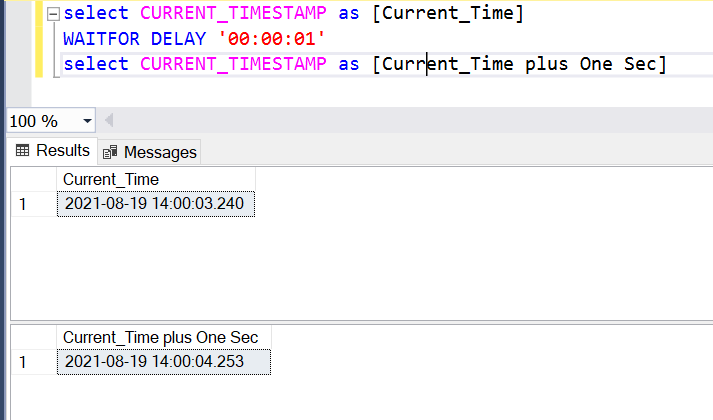 select CURRENT_TIMESTAMP as [Current_Time]
WAITFOR DELAY '00:00:01'
select CURRENT_TIMESTAMP as [Current_Time plus One Sec]
100 %
Results Messages
Current_Time
1 2021-08-19 14:00:03.240
Current_Time plus One Sec
1 2021-08-19 14:00:04.253